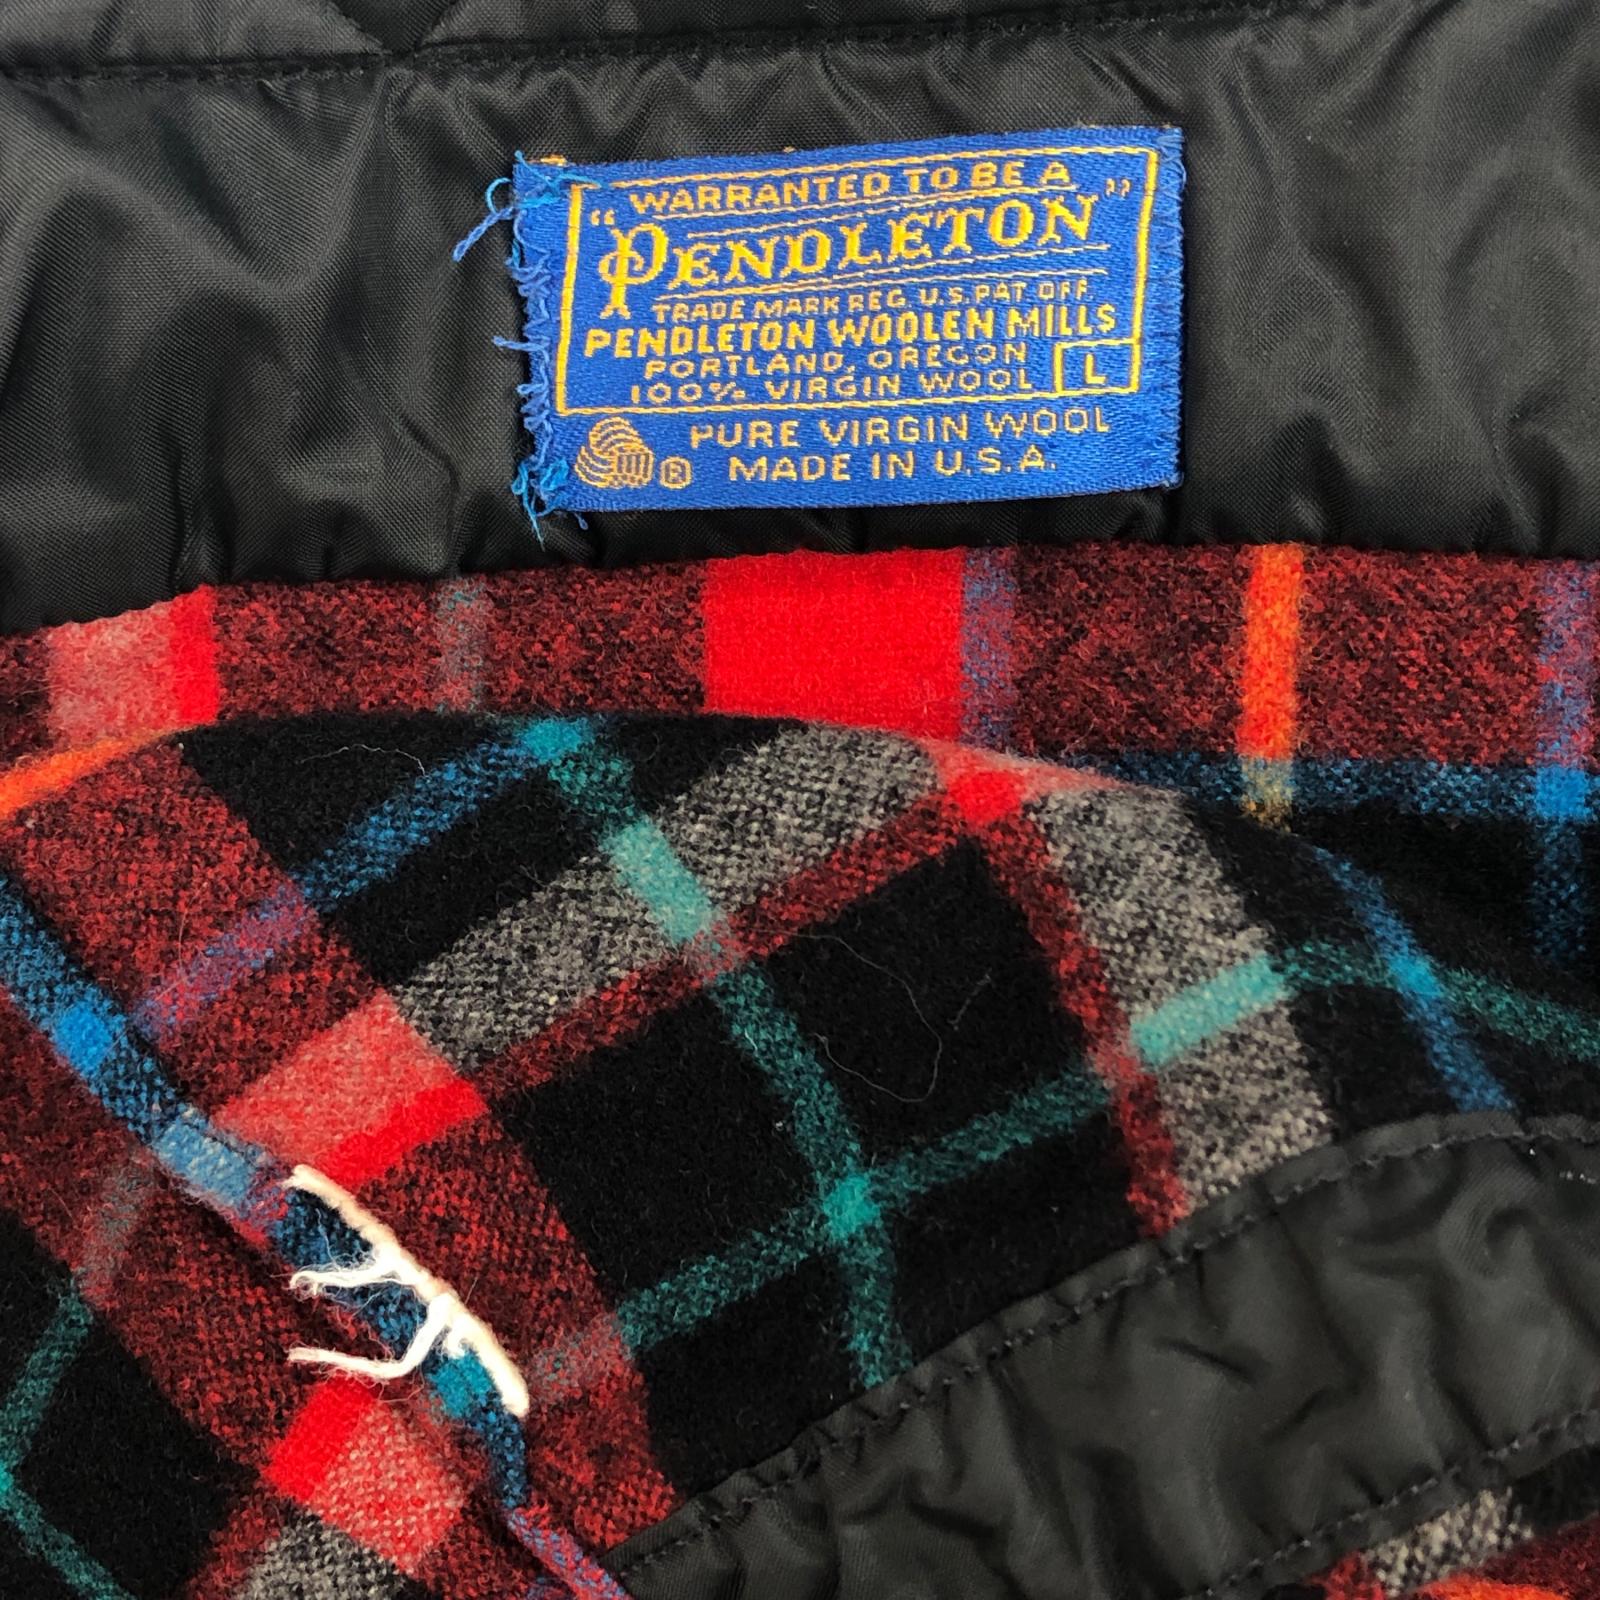 "WARRANTED TO BE A
PENDLETON"
TRADE MARK REG. U.S. PAT. OFF.
PENDLETON WOOLEN MILLS
PORTLAND, OREGON
100% VIRGIN WOOL L
PURE VIRGIN WOOL
® MADE IN U.S.A.